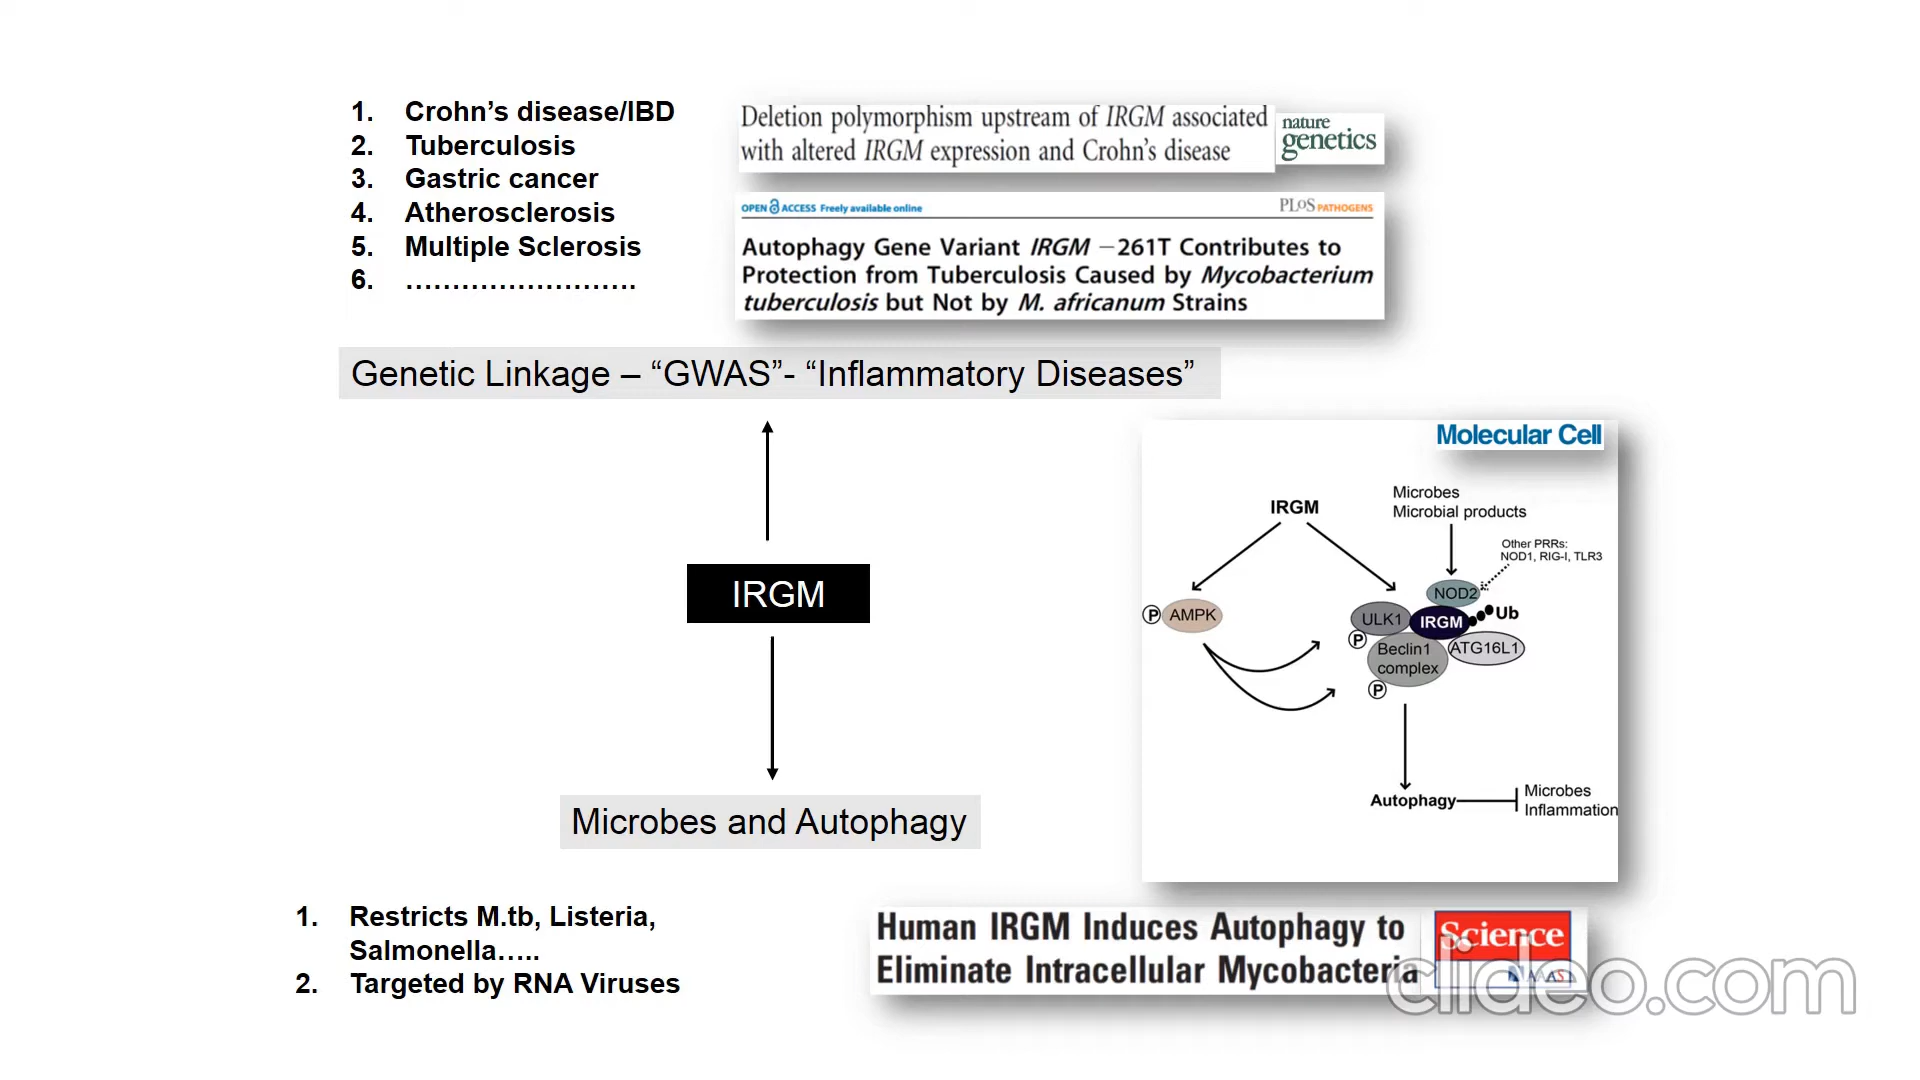 1. Crohn’s disease/IBD
2. Tuberculosis
3. Gastric cancer
4. Atherosclerosis
5. Multiple Sclerosis
6. ……………………
Deletion polymorphism upstream of IRGM associated
with altered IRGM expression and Crohn’s disease
nature
genetics
OPEN ACCESS Freely available online
PLoS PATHOGENS
Autophagy Gene Variant IRGM −261T Contributes to
Protection from Tuberculosis Caused by Mycobacterium
tuberculosis but Not by M. africanum Strains
Genetic Linkage – “GWAS”- “Inflammatory Diseases”
IRGM
Microbes and Autophagy
Molecular Cell
IRGM
Microbes
Microbial products
Other PRRs:
NOD1, RIG-I, TLR3
P AMPK
NOD2
ULK1
IRGM
Ub
P
Beclin1
complex
ATG16L1
P
Autophagy
Microbes
Inflammation
1. Restricts M.tb, Listeria,
Salmonella…..
2. Targeted by RNA Viruses
Human IRGM Induces Autophagy to
Eliminate Intracellular Mycobacteria
Science
AAAS
clideo.com